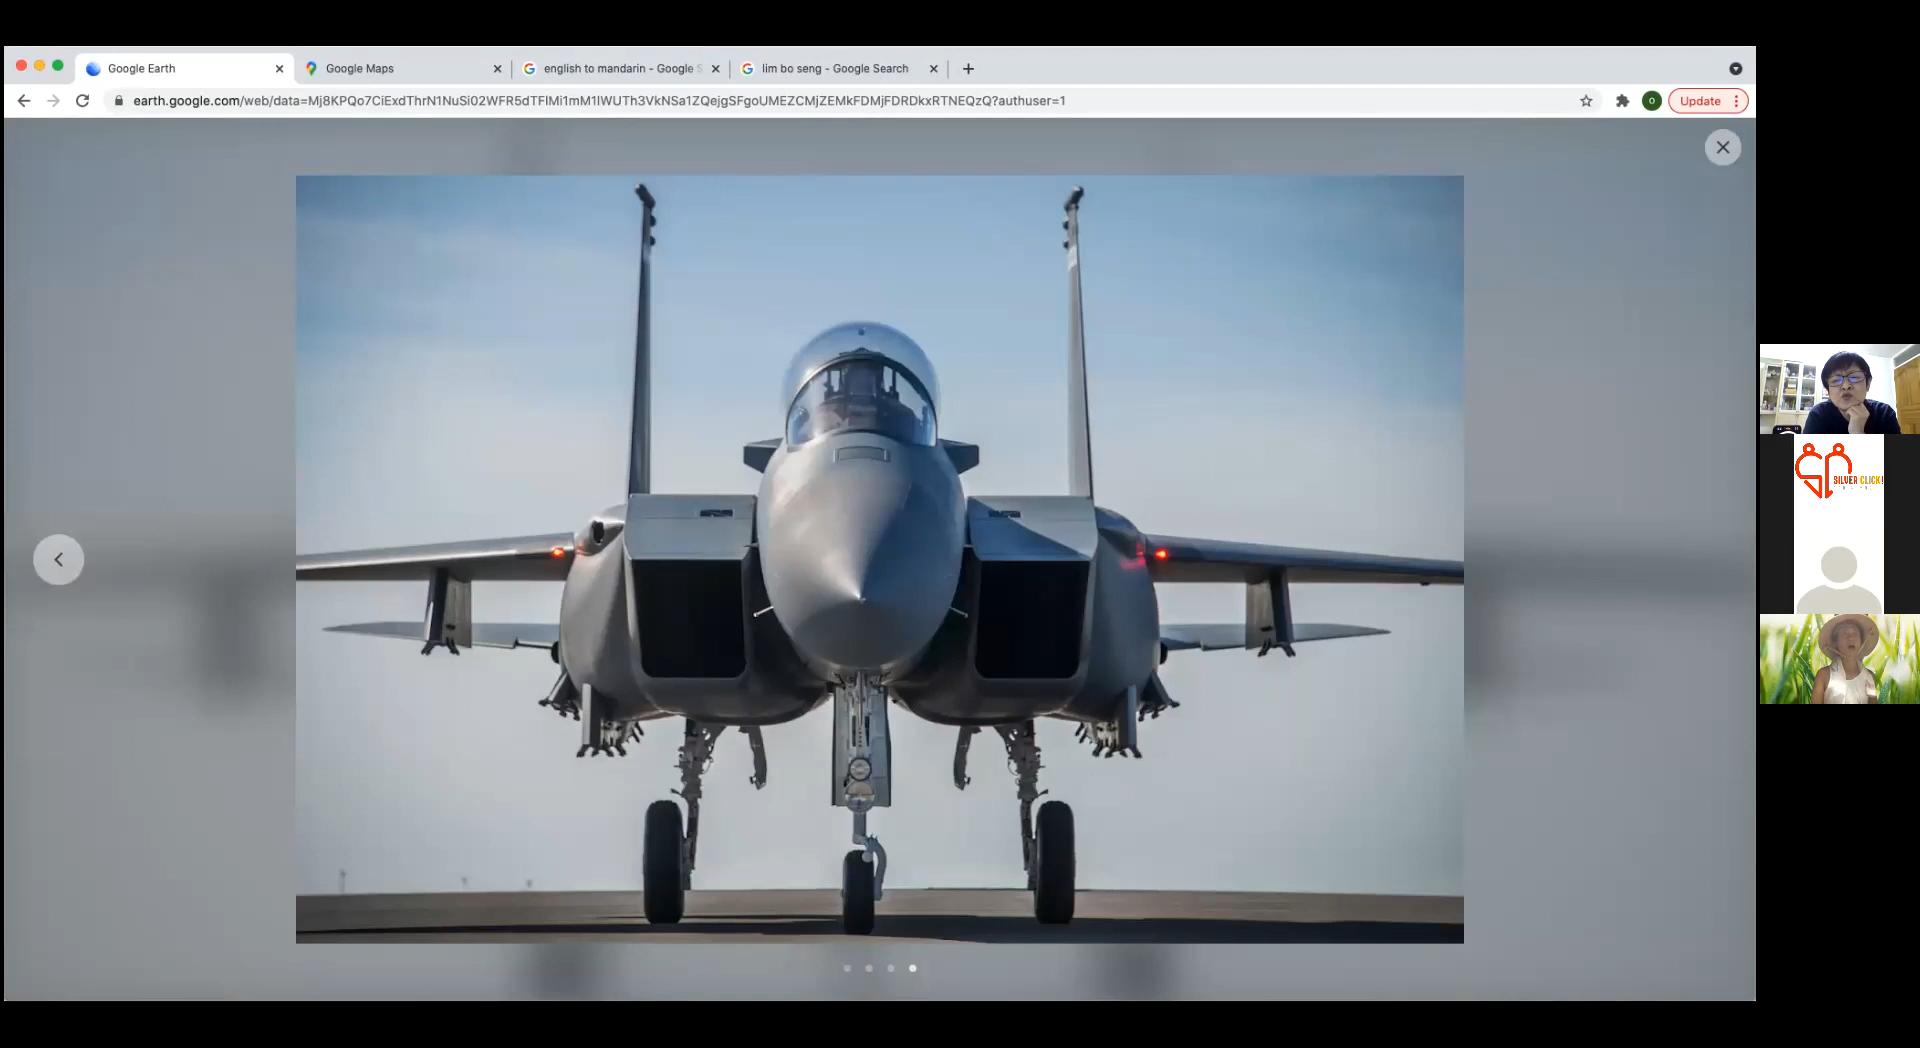 Google Earth
Google Maps
english to mandarin - Google S
lim bo seng - Google Search
earth.google.com/web/data=Mj8KPQo7CiExdThrN1NuSi02WFR5dTFIMi1mM1lWUTh3VkNSa1ZQejgSFgoUMEZCMjZEMkFDMjFDRDkxRTNEQzQ?authuser=1
Update
SILVER CLICK!